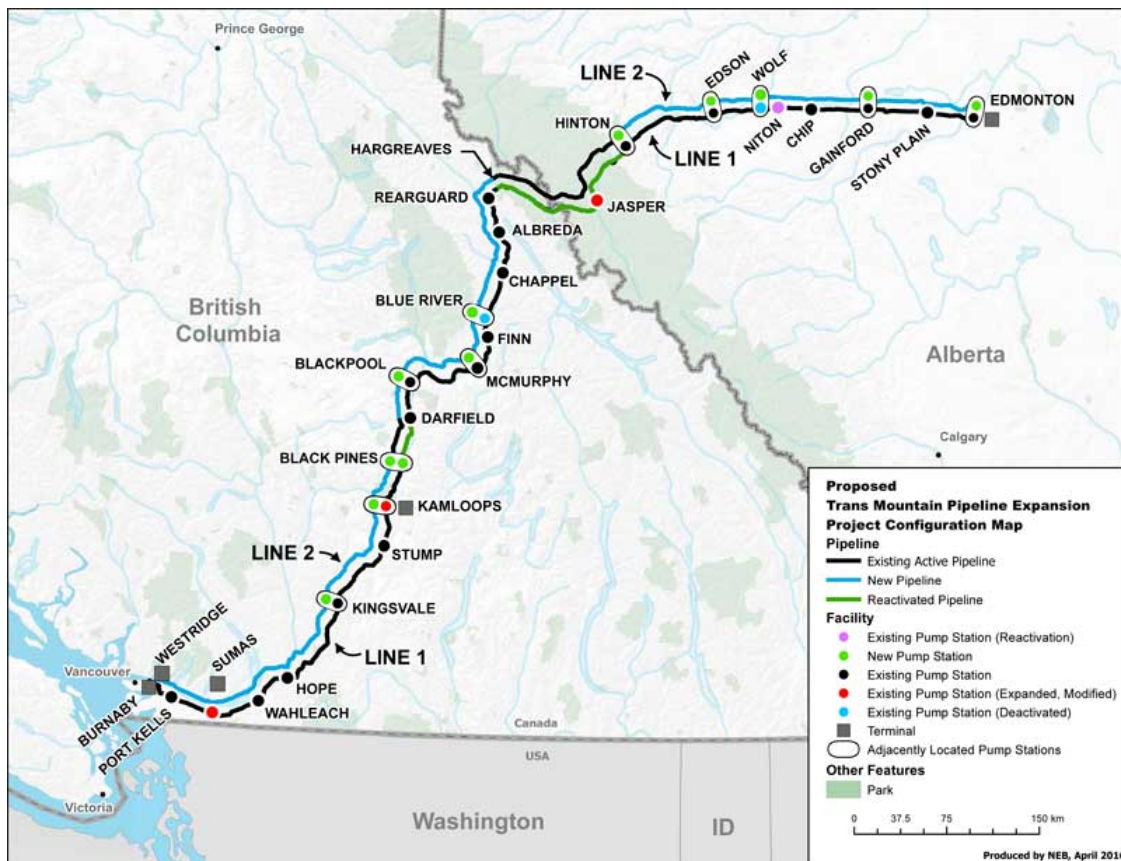 Prince George
LINE 2
EDSON
WOLF
EDMONTON
HINTON
NITON
CHIP
GAINFORD
STONY PLAIN
LINE 1
HARGREAVES
REARGUARD
JASPER
ALBREDA
CHAPPEL
British
Columbia
BLUE RIVER
FINN
Alberta
BLACKPOOL
MCMURPHY
DARFIELD
Calgary
BLACK PINES
KAMLOOPS
LINE 2
STUMP
KINGSVALE
WESTRIDGE
SUMAS
LINE 1
Vancouver
HOPE
BURNABY
PORT KELLS
WAHLEACH
Canada
USA
Victoria
Washington
ID
Proposed
Trans Mountain Pipeline Expansion
Project Configuration Map
Pipeline
Existing Active Pipeline
New Pipeline
Reactivated Pipeline
Facility
Existing Pump Station (Reactivation)
New Pump Station
Existing Pump Station
Existing Pump Station (Expanded, Modified)
Existing Pump Station (Deactivated)
Terminal
Adjacently Located Pump Stations
Other Features
Park
0 37.5 75 150 km
Produced by NEB, April 2016